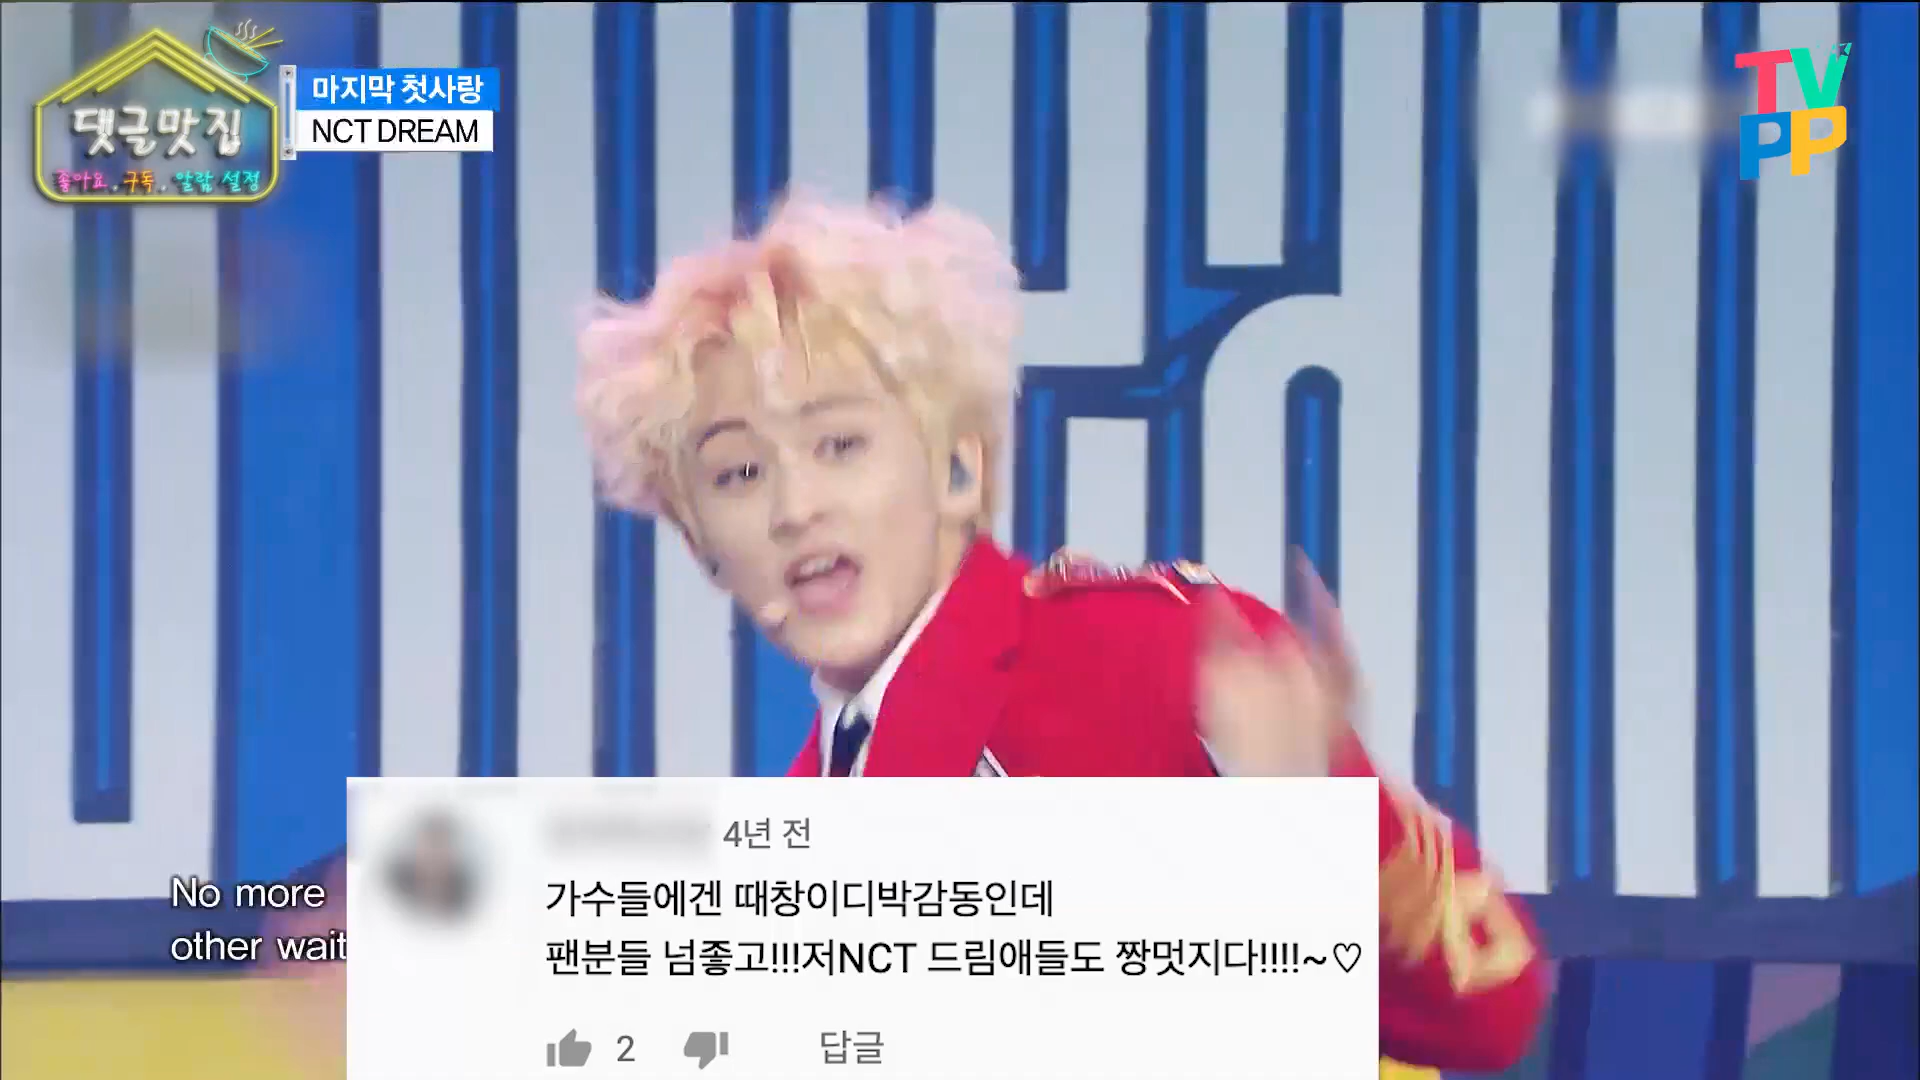 댓글맛집
좋아요. 구독. 알람 설정
마지막 첫사랑
NCT DREAM
TVPP
No more
other wait
4년 전
가수들에겐 때창이디박감동인데
팬분들 넘좋고!!!저NCT 드림애들도 짱멋지다!!!!~♡
2
답글